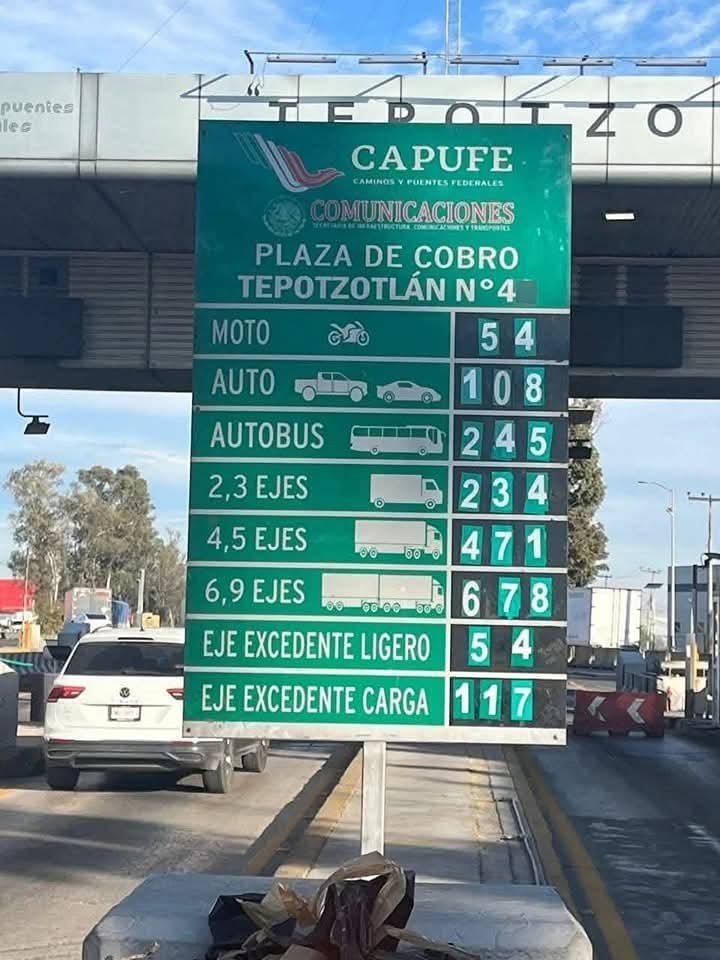 puentes
les
TEPOTZO
CAPUFE
CAMINOS Y PUENTES FEDERALES
COMUNICACIONES
SECRETARÍA DE INFRAESTRUCTURA, COMUNICACIONES Y TRANSPORTES
PLAZA DE COBRO
TEPOTZOTLÁN N°4
MOTO 54
AUTO 108
AUTOBUS 245
2,3 EJES 234
4,5 EJES 471
6,9 EJES 678
EJE EXCEDENTE LIGERO 54
EJE EXCEDENTE CARGA 117